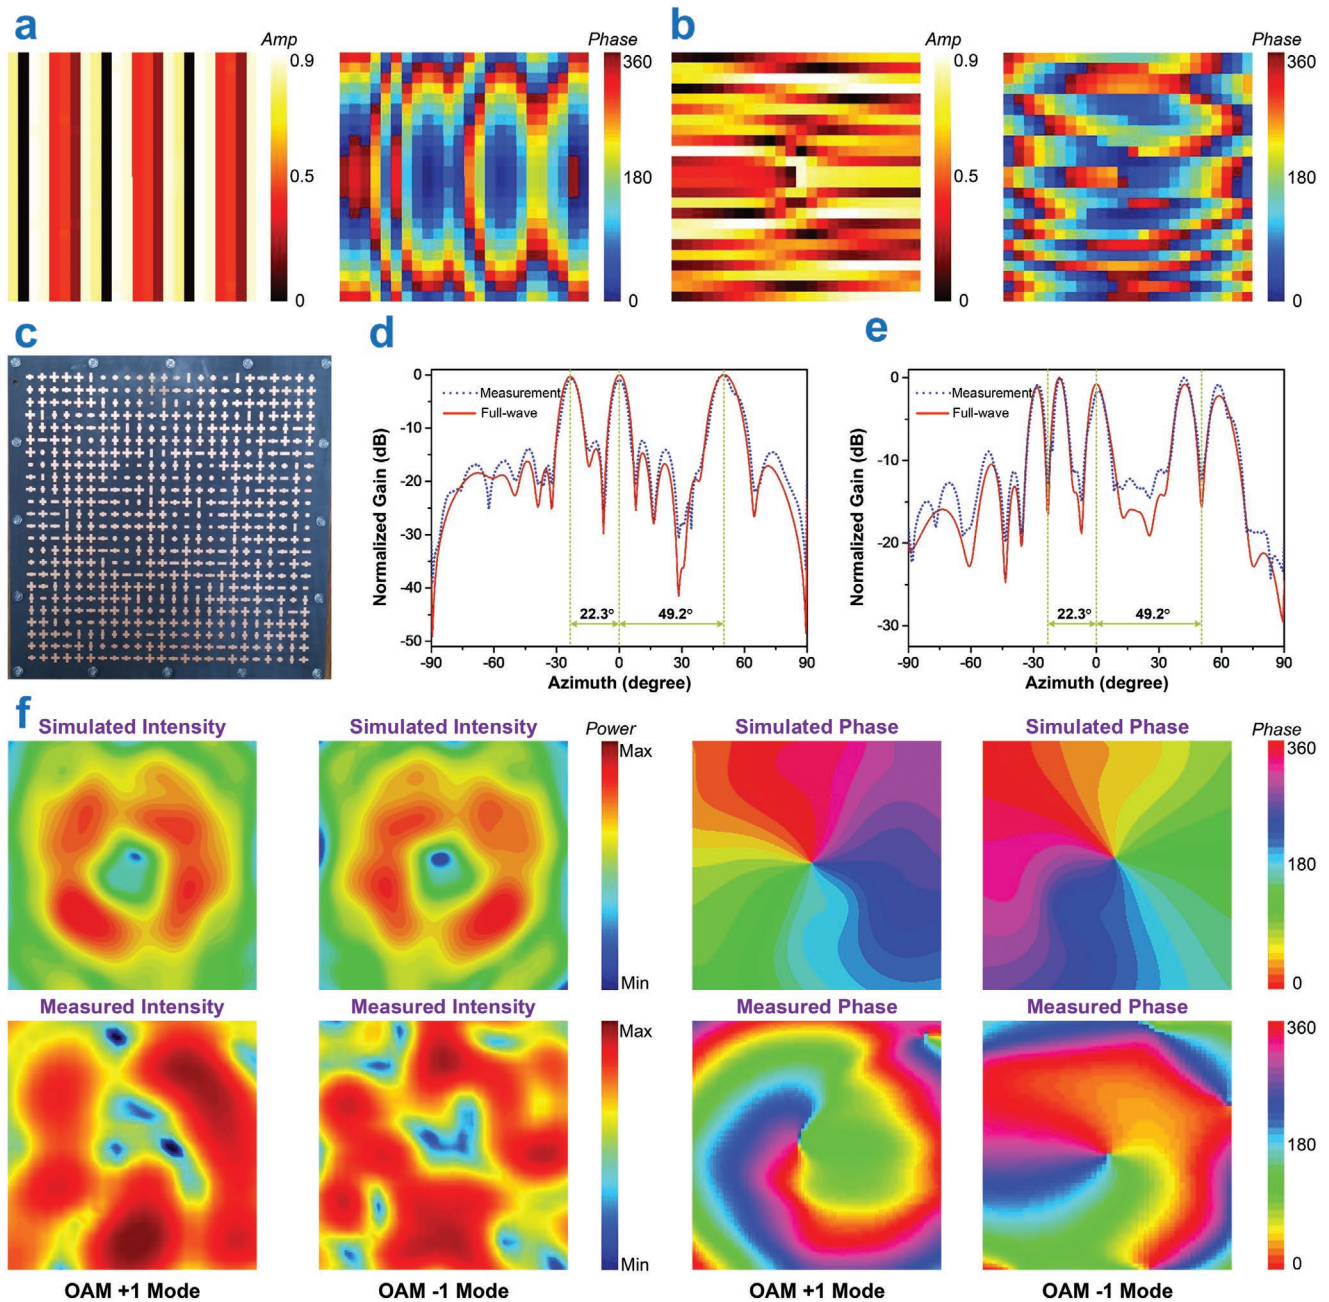 a
b
Amp
Phase
Amp
Phase
0.9
0.5
0
360
180
0
0.9
0.5
0
360
180
0
c
d
e
Normalized Gain (dB)
0
-10
-20
-30
-40
-50
Measurement
Full-wave
22.3°
49.2°
-90
-60
-30
0
30
60
90
Azimuth (degree)
Normalized Gain (dB)
0
-10
-20
-30
Measurement
Full-wave
22.3°
49.2°
-90
-60
-30
0
30
60
90
Azimuth (degree)
f
Simulated Intensity
Simulated Intensity
Power
Simulated Phase
Simulated Phase
Phase
Max
Min
360
180
0
Measured Intensity
Measured Intensity
Measured Phase
Measured Phase
Max
Min
360
180
0
OAM +1 Mode
OAM -1 Mode
OAM +1 Mode
OAM -1 Mode